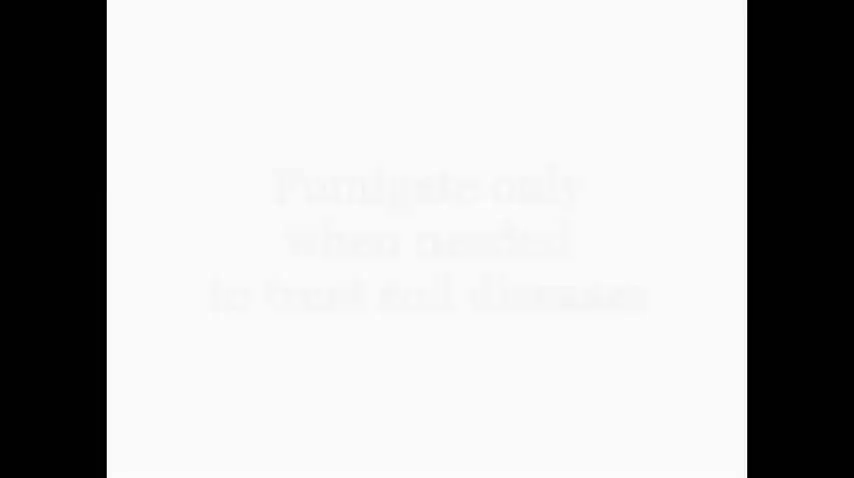 Fumigate only
when needed
to treat soil diseases